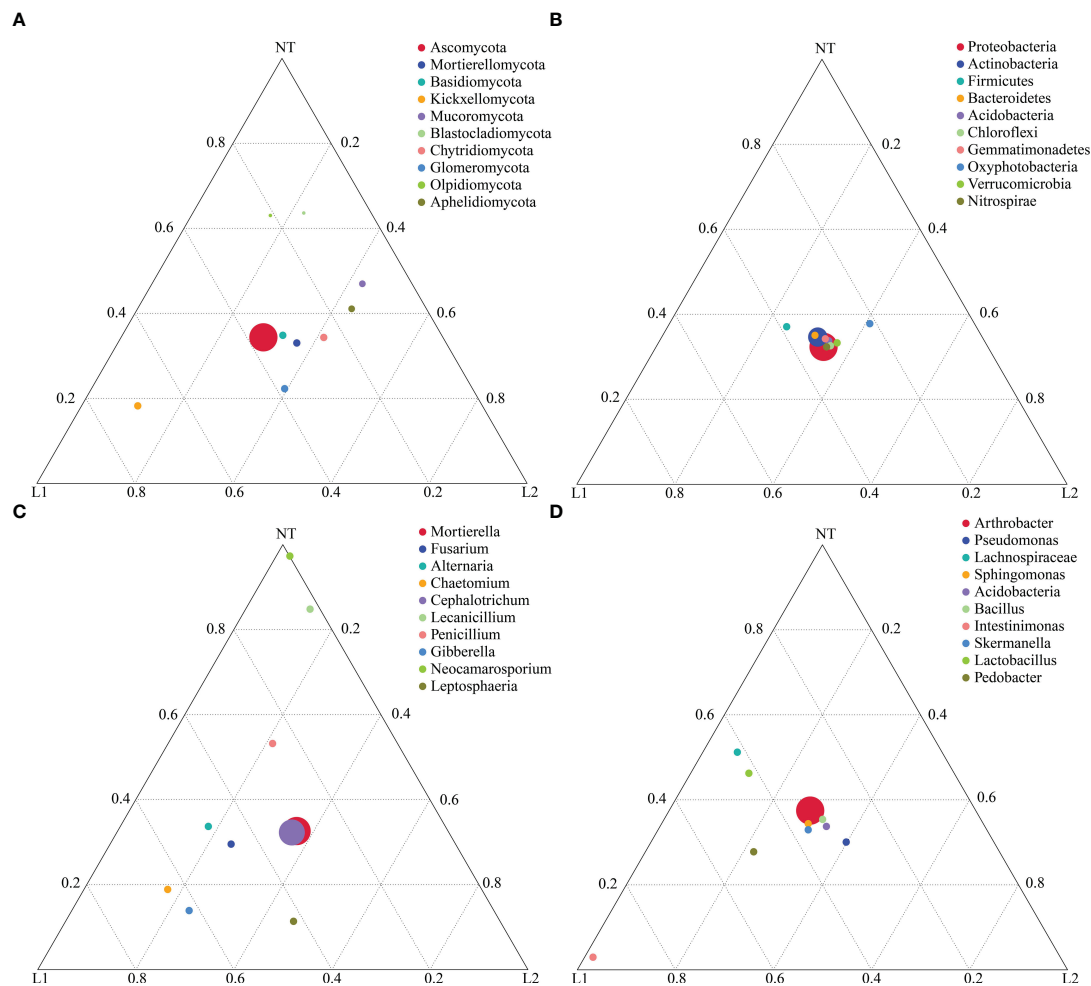 A
NT
Ascomycota
Mortierellomycota
Basidiomycota
Kickxellomycota
Mucoromycota
Blastocladiomycota
Chytridiomycota
Glomeromycota
Olpidiomycota
Aphelidiomycota
0.8
0.2
0.6
0.4
0.4
0.6
0.2
0.8
L1
0.8
0.6
0.4
0.2
L2
B
NT
Proteobacteria
Actinobacteria
Firmicutes
Bacteroidetes
Acidobacteria
Chloroflexi
Gemmatimonadetes
Oxyphotobacteria
Verrucomicrobia
Nitrospirae
0.8
0.2
0.6
0.4
0.4
0.6
0.2
0.8
L1
0.8
0.6
0.4
0.2
L2
C
NT
Mortierella
Fusarium
Alternaria
Chaetomium
Cephalotrichum
Lecanicillium
Penicillium
Gibberella
Neocamarosporium
Leptosphaeria
0.8
0.2
0.6
0.4
0.4
0.6
0.2
0.8
L1
0.8
0.6
0.4
0.2
L2
D
NT
Arthrobacter
Pseudomonas
Lachnospiraceae
Sphingomonas
Acidobacteria
Bacillus
Intestinimonas
Skermanella
Lactobacillus
Pedobacter
0.8
0.2
0.6
0.4
0.4
0.6
0.2
0.8
L1
0.8
0.6
0.4
0.2
L2